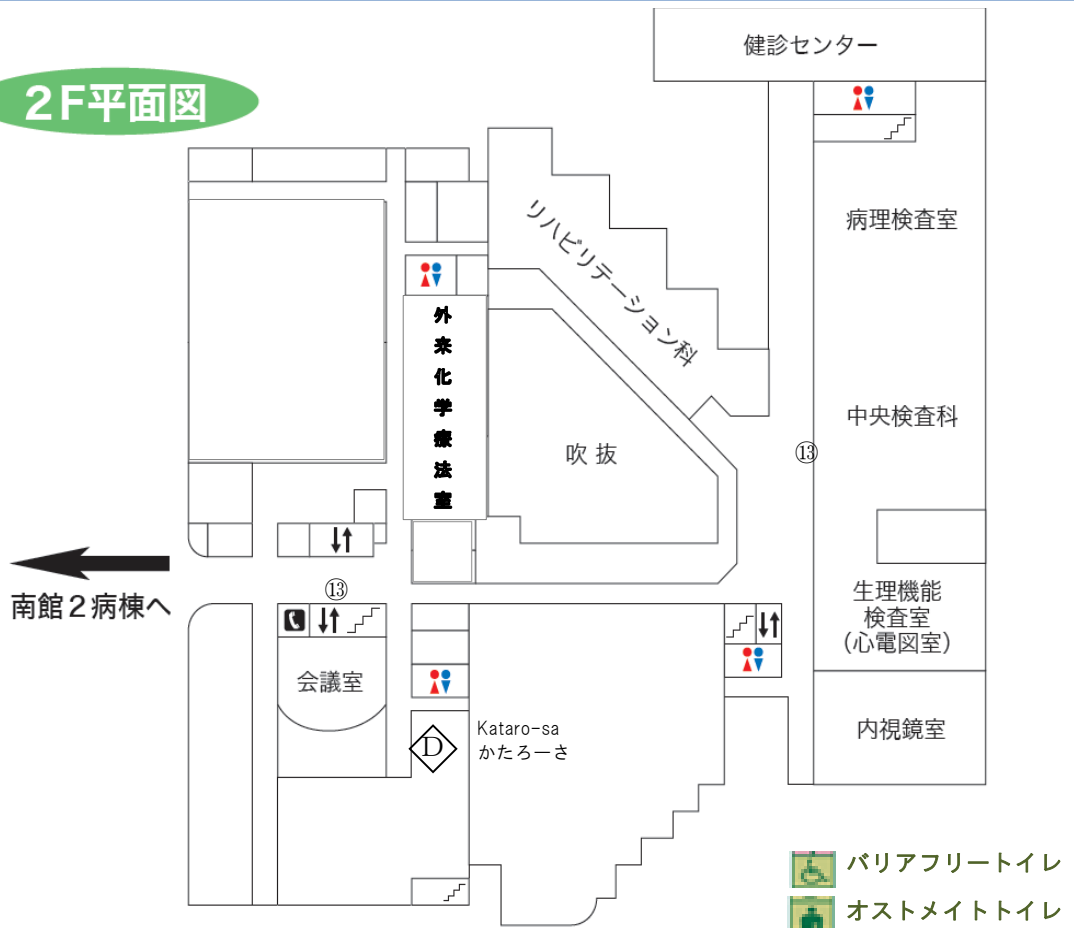 健診センター
2F平面図
病理検査室
リハビリテーション科
外来化学療法室
中央検査科
吹抜
⑬
⑬
生理機能
検査室
(心電図室)
南館2病棟へ
会議室
内視鏡室
D
Kataro-sa
かたろーさ
バリアフリートイレ
オストメイトトイレ